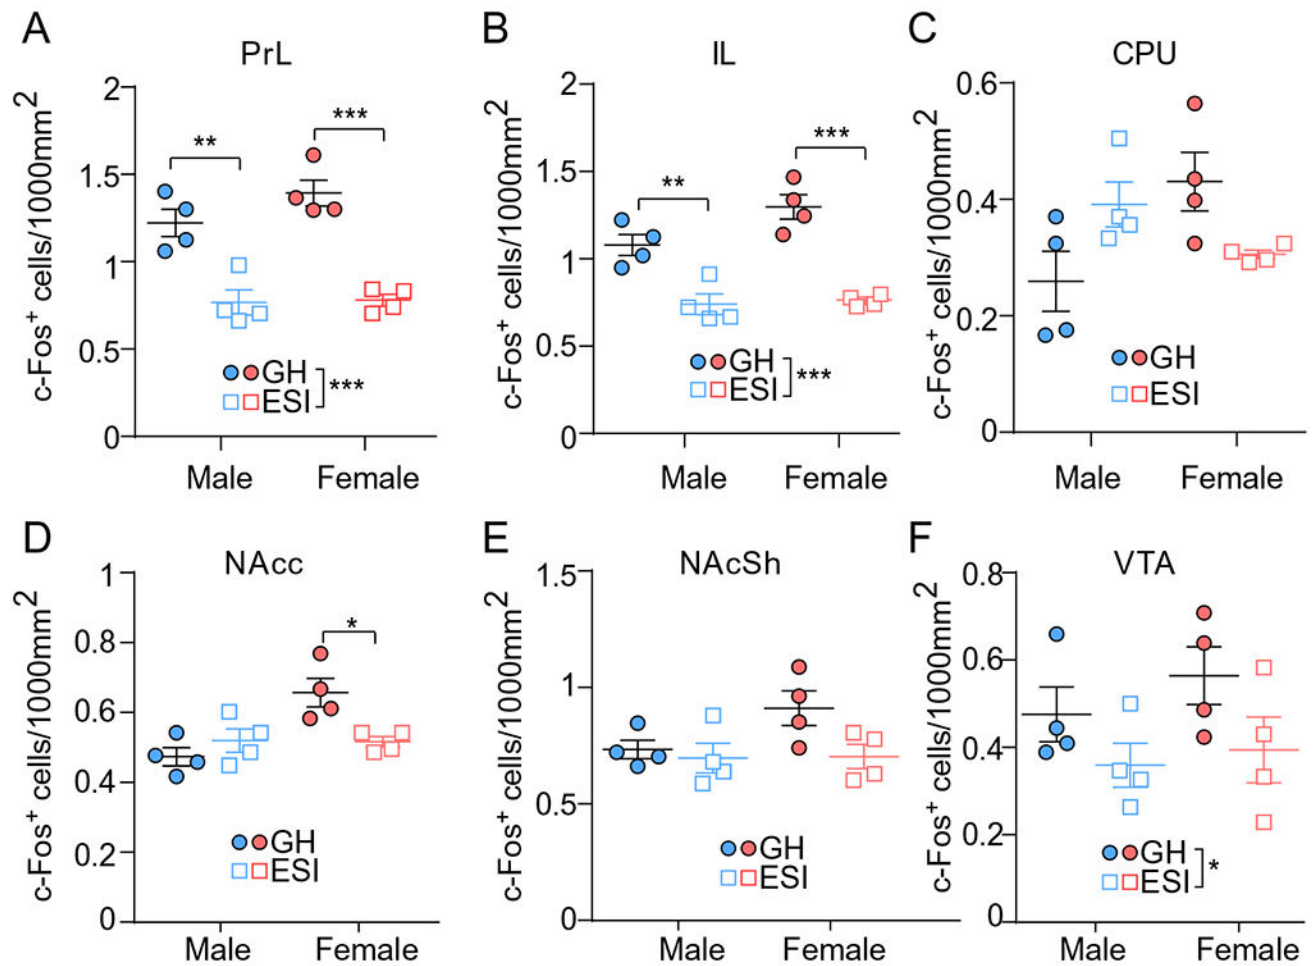 A
PrL
c-Fos⁺ cells/1000mm²
2
1.5
1
0.5
0
**
***
GH
ESI
***
Male
Female
B
IL
c-Fos⁺ cells/1000mm²
2
1.5
1
0.5
0
**
***
GH
ESI
***
Male
Female
C
CPU
c-Fos⁺ cells/1000mm²
0.6
0.4
0.2
0
GH
ESI
Male
Female
D
NAcc
c-Fos⁺ cells/1000mm²
1
0.8
0.6
0.4
0.2
0
*
GH
ESI
Male
Female
E
NAcSh
c-Fos⁺ cells/1000mm²
1.5
1
0.5
0
GH
ESI
Male
Female
F
VTA
c-Fos⁺ cells/1000mm²
0.8
0.6
0.4
0.2
0
GH
ESI
*
Male
Female